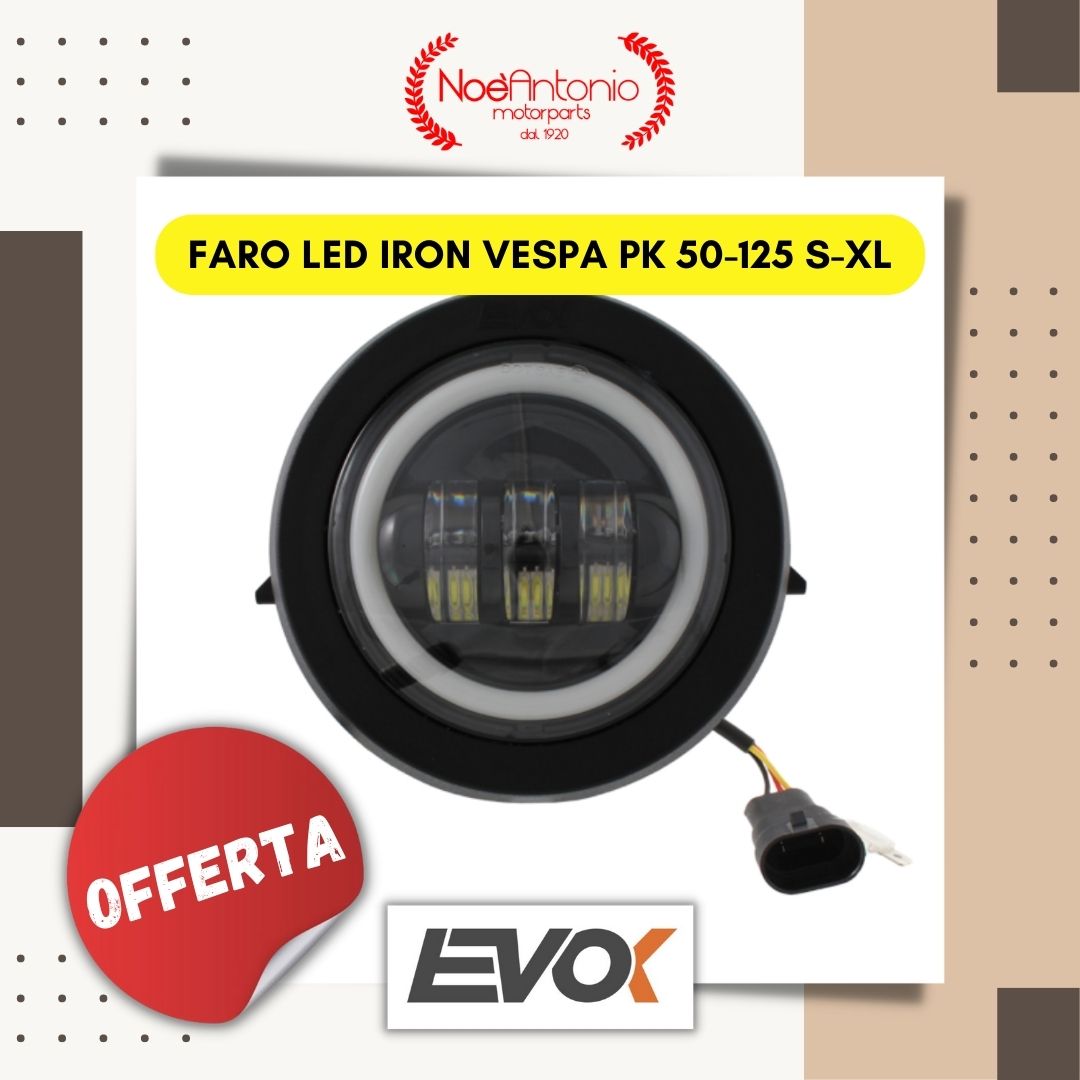 NoèAntonio
motorparts
dal 1920
FARO LED IRON VESPA PK 50-125 S-XL
OFFERTA
EVOK